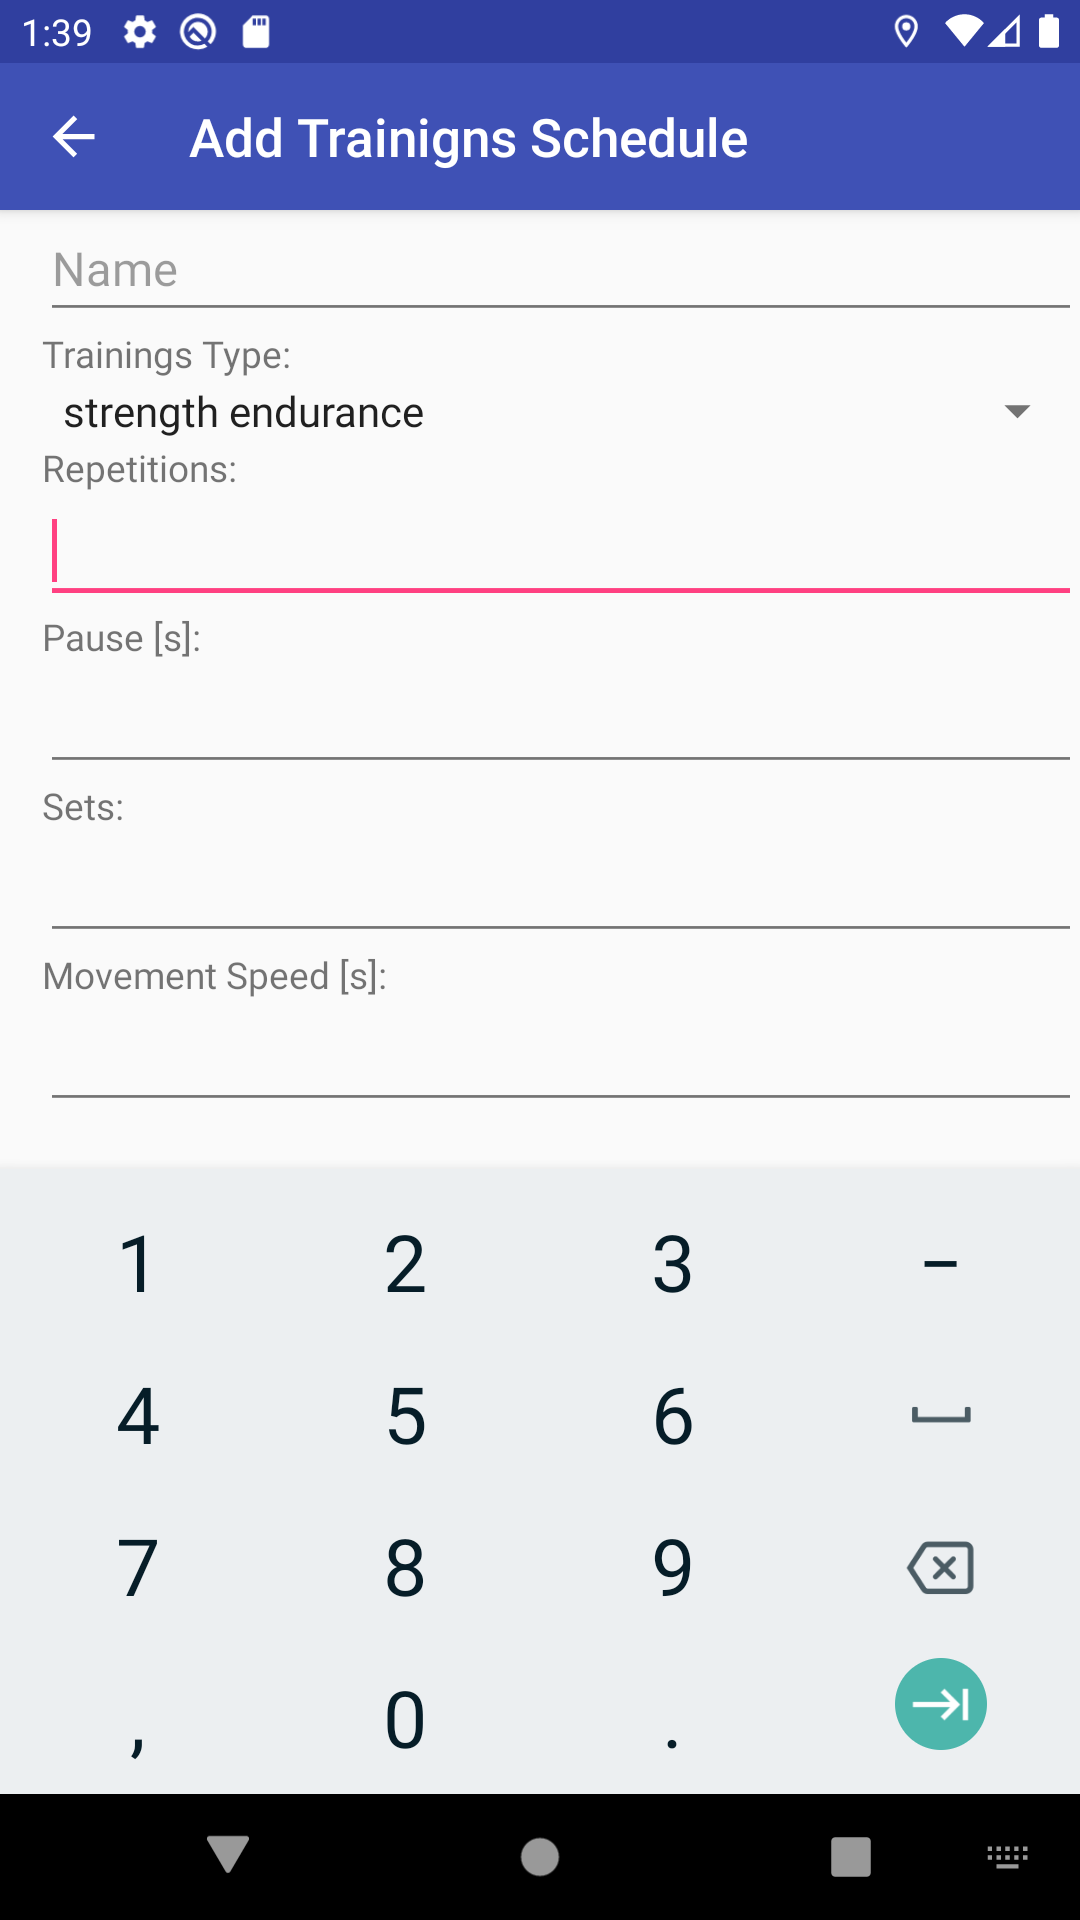 1:39
Add Trainigns Schedule
Name
Trainings Type:
strength endurance
Repetitions:
Pause [s]:
Sets:
Movement Speed [s]:
1 2 3 –
4 5 6
7 8 9
, 0 .